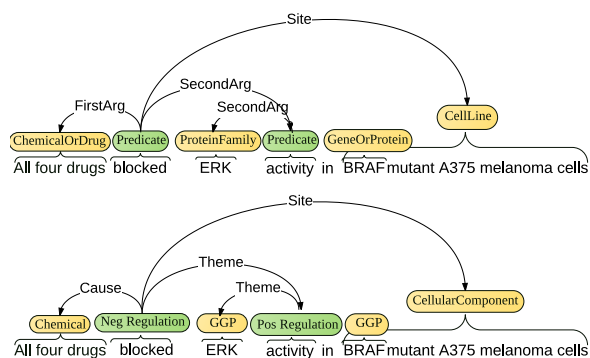 Site
SecondArg
FirstArg
SecondArg
CellLine
ChemicalOrDrug Predicate ProteinFamily Predicate GeneOrProtein
All four drugs blocked ERK activity in BRAF mutant A375 melanoma cells
Site
Theme
Cause
Theme
CellularComponent
Chemical Neg Regulation GGP Pos Regulation GGP
All four drugs blocked ERK activity in BRAF mutant A375 melanoma cells